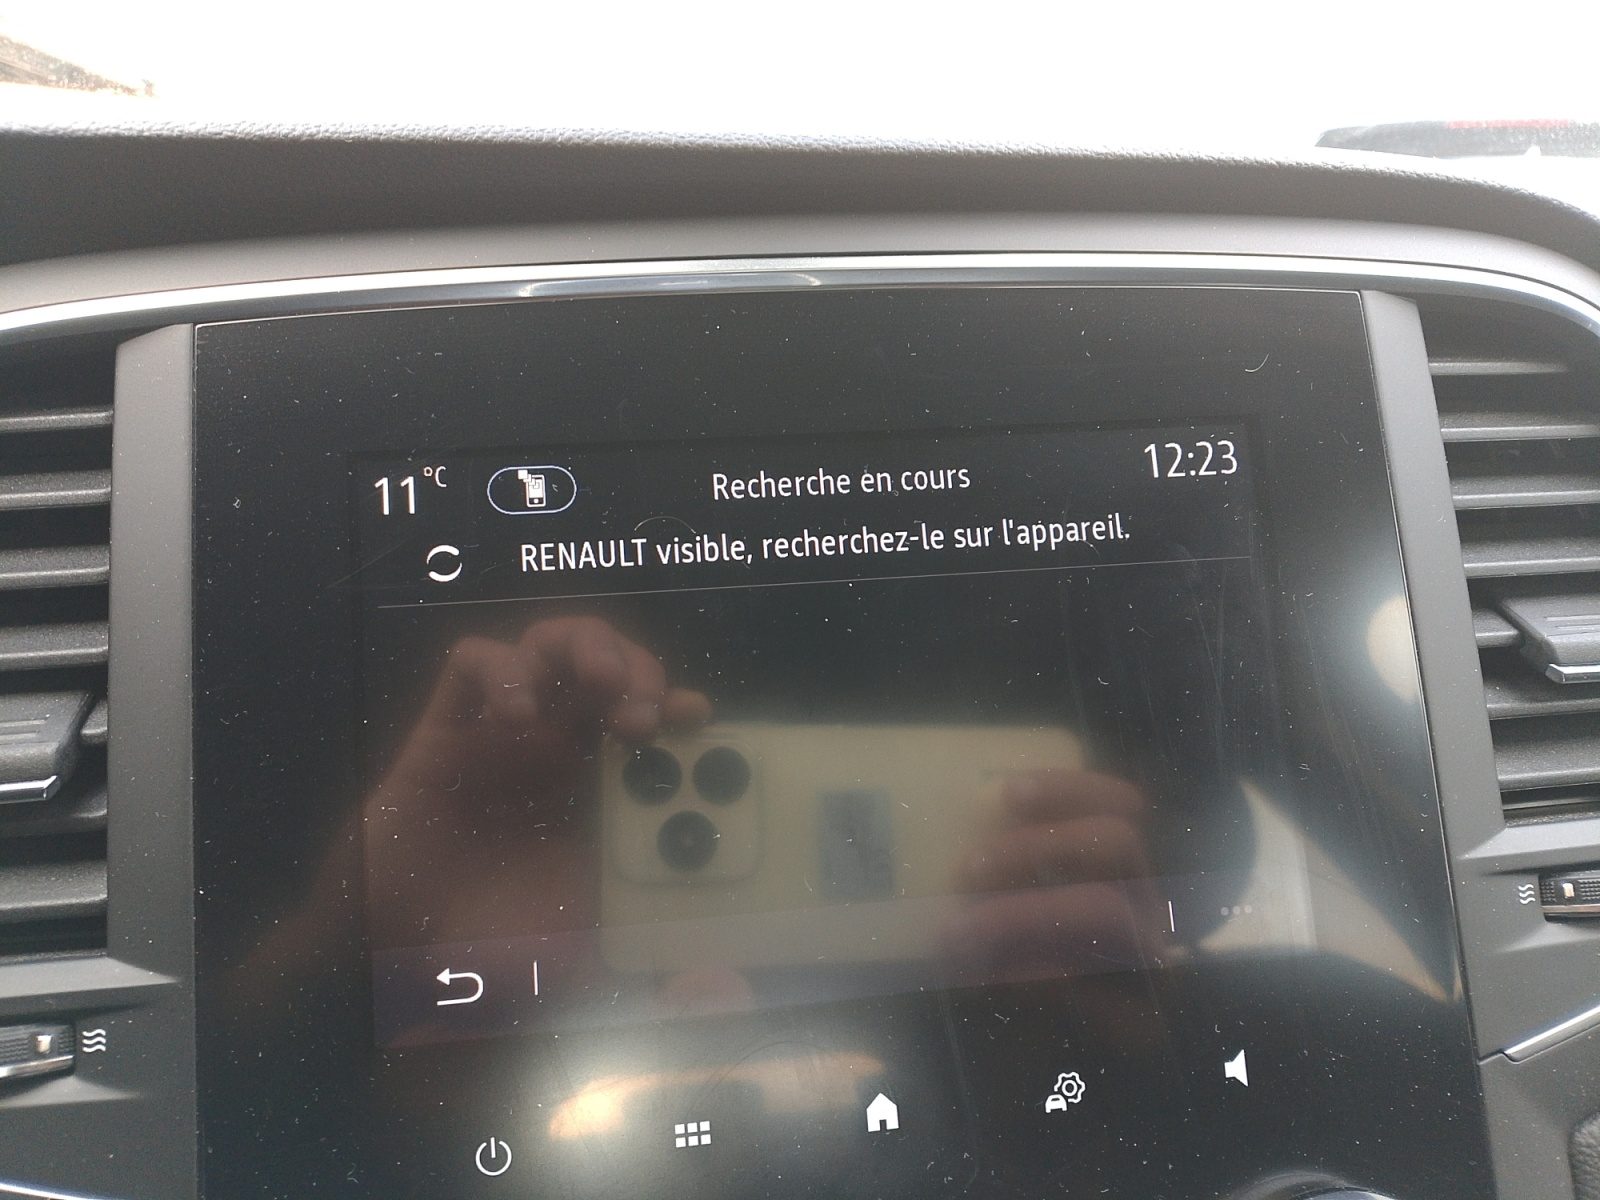 11°C Recherche en cours 12:23
RENAULT visible, recherchez-le sur l'appareil.